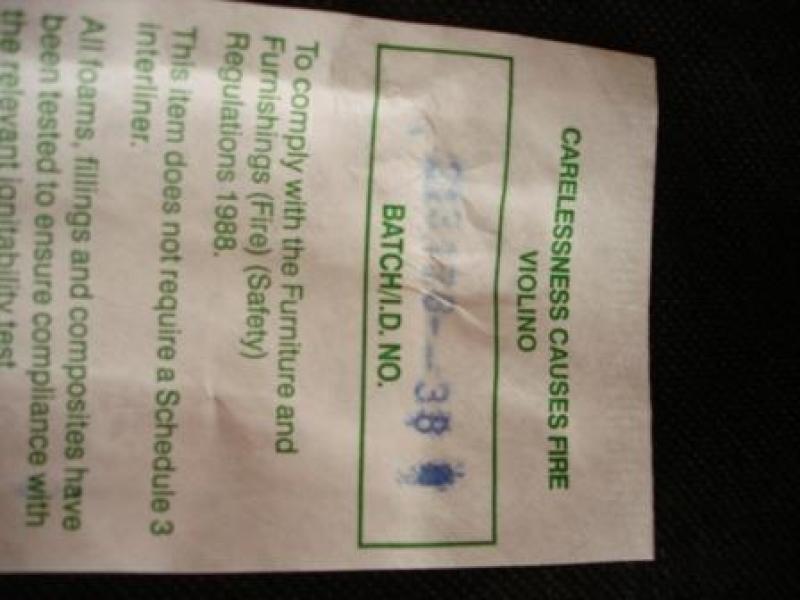 CARELESSNESS CAUSES FIRE
VIOLINO
38
BATCH/I.D. NO.
To comply with the Furniture and
Furnishings (Fire) (Safety)
Regulations 1988.
This item does not require a Schedule 3
interliner.
All foams, fillings and composites have
been tested to ensure compliance with
the relevant ignitability test